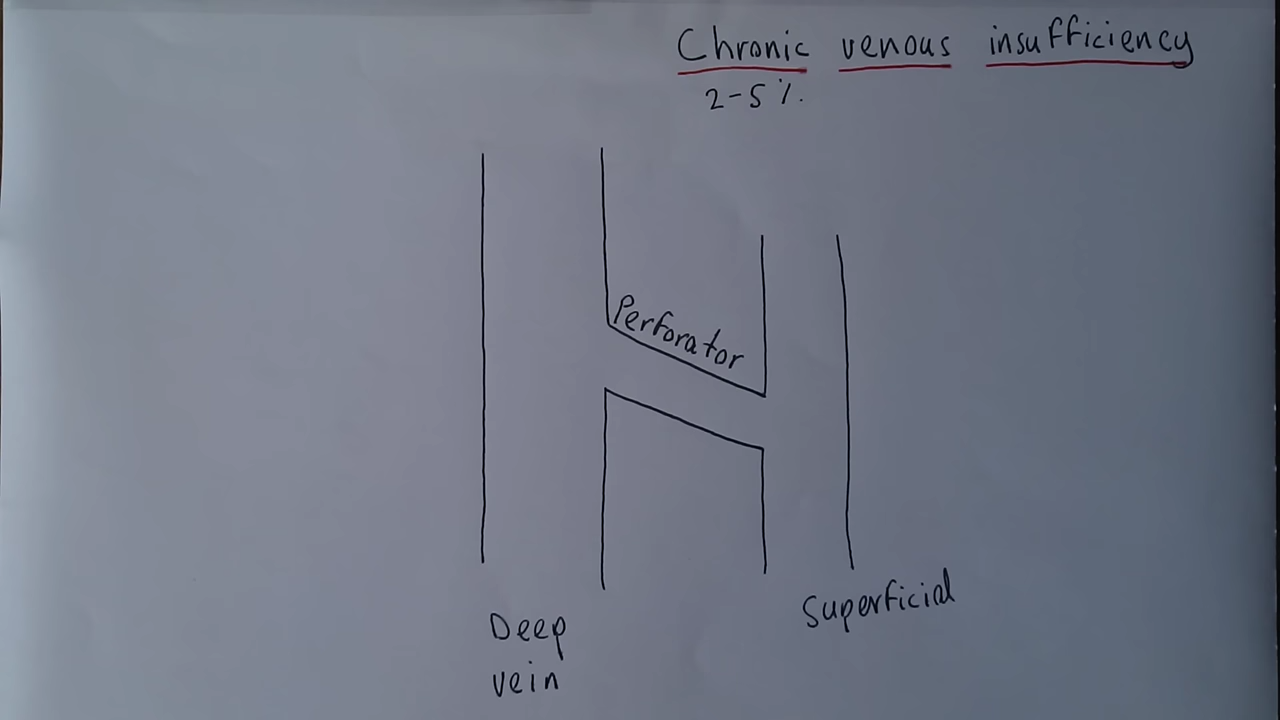 Chronic venous insufficiency
2-5%
Perforator
Superficial
Deep
vein